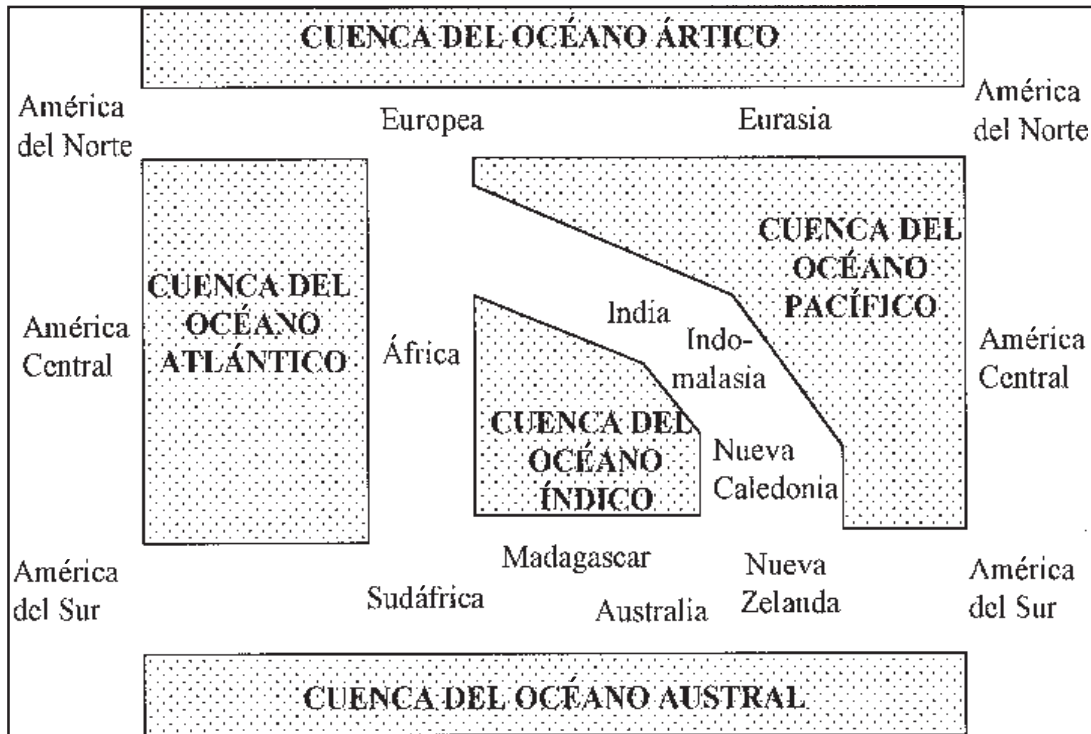 CUENCA DEL OCÉANO ÁRTICO
América
del Norte
Europea
Eurasia
América
del Norte
CUENCA DEL
OCÉANO
ATLÁNTICO
CUENCA DEL
OCÉANO
PACÍFICO
América
Central
África
India
Indo-
malasia
América
Central
CUENCA DEL
OCÉANO
ÍNDICO
Nueva
Caledonia
América
del Sur
Madagascar
Sudáfrica
Australia
Nueva
Zelanda
América
del Sur
CUENCA DEL OCÉANO AUSTRAL